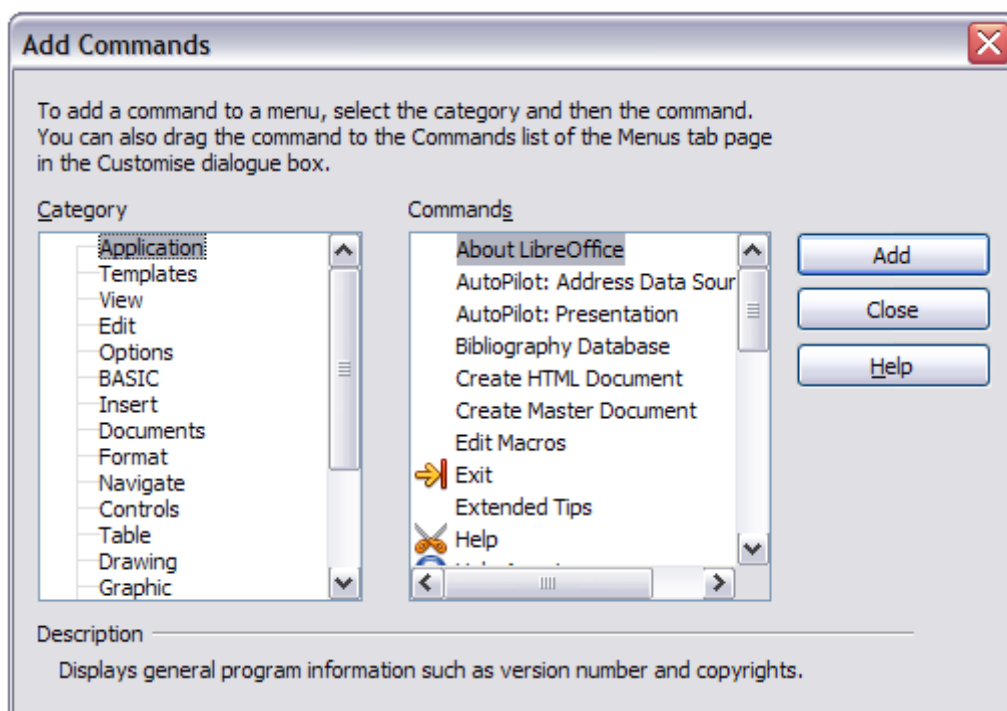 Add Commands
To add a command to a menu, select the category and then the command.
You can also drag the command to the Commands list of the Menus tab page
in the Customise dialogue box.
Category
Application
Templates
View
Edit
Options
BASIC
Insert
Documents
Format
Navigate
Controls
Table
Drawing
Graphic
Commands
About LibreOffice
AutoPilot: Address Data Sour
AutoPilot: Presentation
Bibliography Database
Create HTML Document
Create Master Document
Edit Macros
Exit
Extended Tips
Help
Add
Close
Help
Description
Displays general program information such as version number and copyrights.